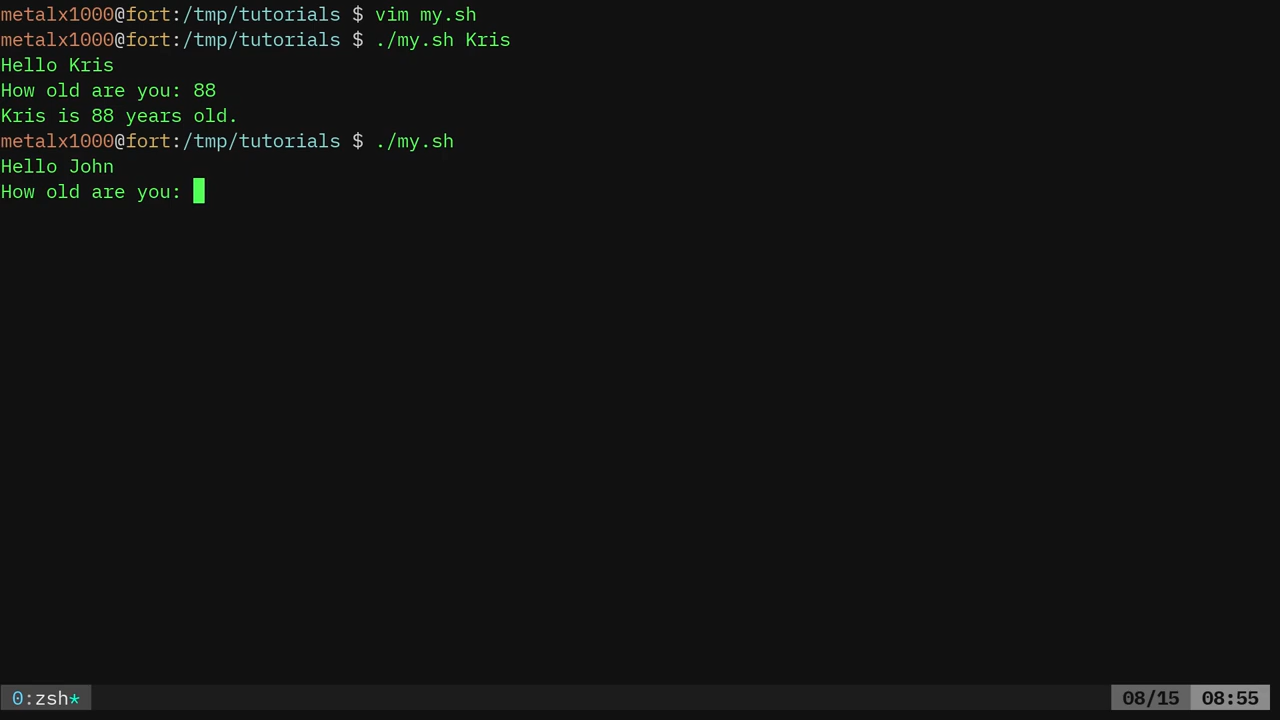 metalx1000@fort:/tmp/tutorials $ vim my.sh
metalx1000@fort:/tmp/tutorials $ ./my.sh Kris
Hello Kris
How old are you: 88
Kris is 88 years old.
metalx1000@fort:/tmp/tutorials $ ./my.sh
Hello John
How old are you:
0:zsh* 08/15 08:55